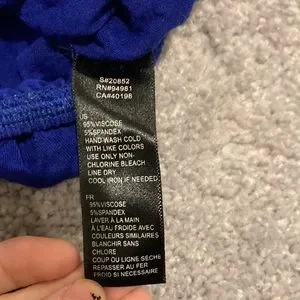 S#20852
RN#94981
CA#40198
US
95%VISCOSE
5%SPANDEX
HAND WASH COLD
WITH LIKE COLORS
USE ONLY NON-
CHLORINE BLEACH
LINE DRY
COOL IRON IF NEEDED
FR
95%VISCOSE
5%SPANDEX
LAVER À LA MAIN
A L'EAU FROIDE AVEC
COULEURS SIMILAIRES
BLANCHIR SANS
CHLORE
COUP OU LIGNE SECHE
REPASSER AU FER
FROID SI NECESSAIRE